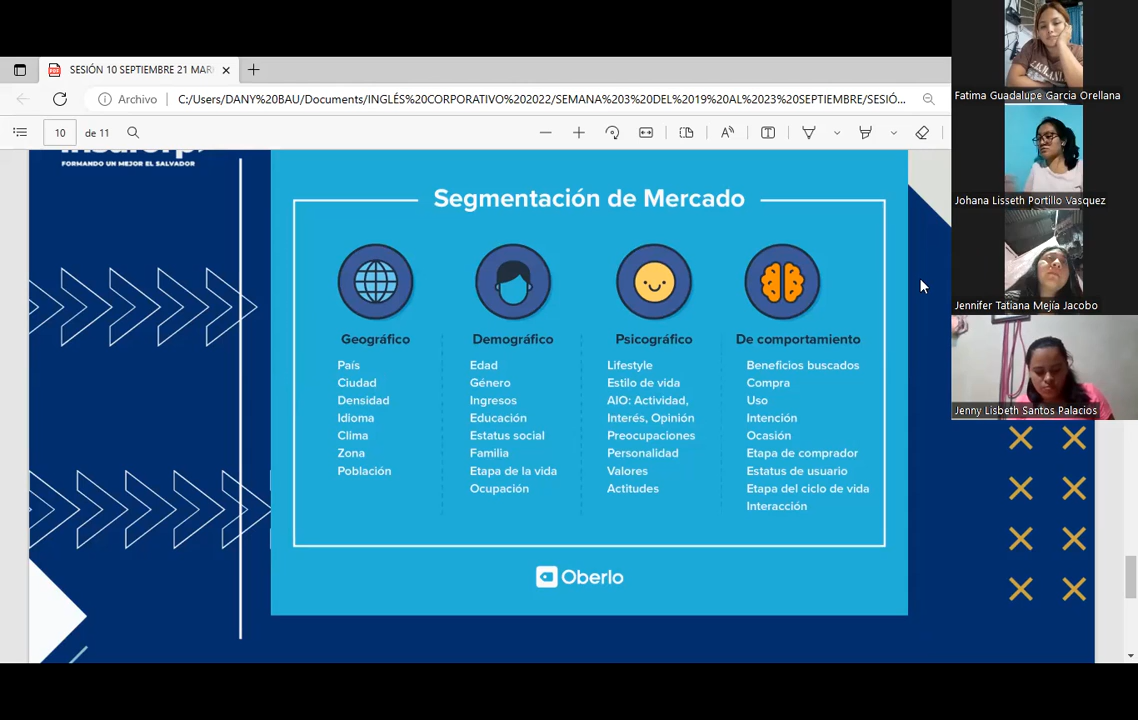 SESIÓN 10 SEPTIEMBRE 21 MAR
Archivo
C:/Users/DANY%20BAU/Documents/INGLÉS%20CORPORATIVO%202022/SEMANA%203%20DEL%2019%20AL%2023%20SEPTIEMBRE/SESIÓ...
10 de 11
FORMANDO UN MEJOR EL SALVADOR
Segmentación de Mercado
Geográfico
País
Ciudad
Densidad
Idioma
Clima
Zona
Población
Demográfico
Edad
Género
Ingresos
Educación
Estatus social
Familia
Etapa de la vida
Ocupación
Psicográfico
Lifestyle
Estilo de vida
AIO: Actividad,
Interés, Opinión
Preocupaciones
Personalidad
Valores
Actitudes
De comportamiento
Beneficios buscados
Compra
Uso
Intención
Ocasión
Etapa de comprador
Estatus de usuario
Etapa del ciclo de vida
Interacción
Oberlo
Fatima Guadalupe García Orellana
Johana Lisseth Portillo Vasquez
Jennifer Tatiana Mejía Jacobo
Jenny Lisbeth Santos Palacios